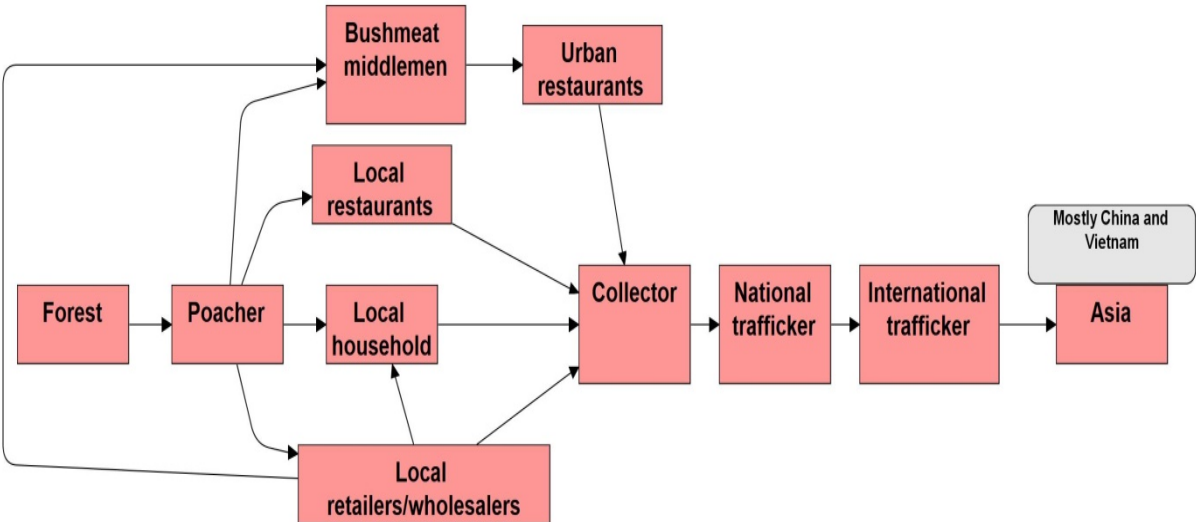 Bushmeat
middlemen
Urban
restaurants
Local
restaurants
Mostly China and
Vietnam
Forest
Poacher
Local
household
Collector
National
trafficker
International
trafficker
Asia
Local
retailers/wholesalers